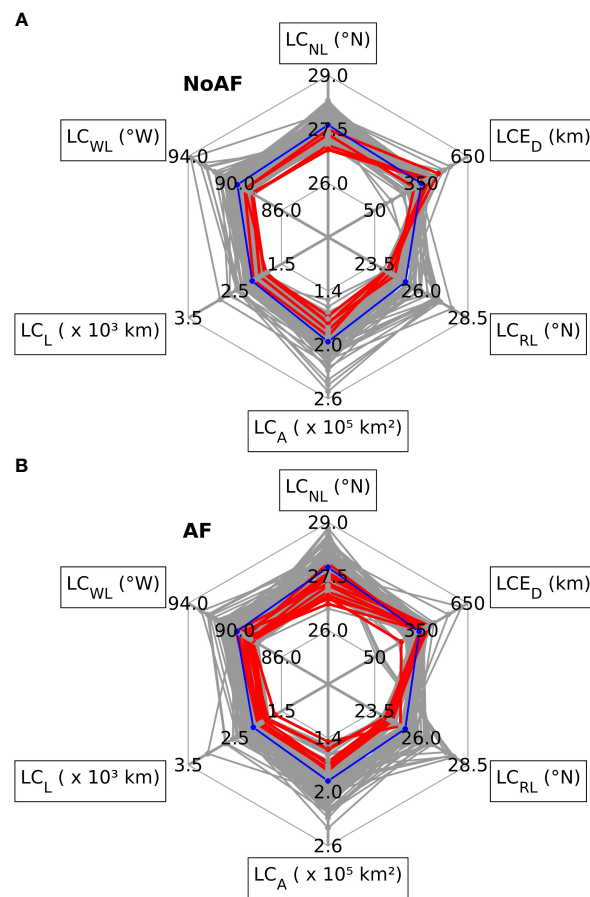 A
LC_NL (°N)
29.0
NoAF
LC_WL (°W)
LCE_D (km)
27.5
94.0
650
90.0
26.0
350
86.0
50
1.5
23.5
2.5
1.4
26.0
3.5
28.5
LC_L ( x 10³ km)
2.0
LC_RL (°N)
2.6
LC_A ( x 10⁵ km²)
B
LC_NL (°N)
29.0
AF
LC_WL (°W)
LCE_D (km)
27.5
94.0
650
90.0
26.0
350
86.0
50
1.5
23.5
2.5
1.4
26.0
3.5
28.5
LC_L ( x 10³ km)
2.0
LC_RL (°N)
2.6
LC_A ( x 10⁵ km²)